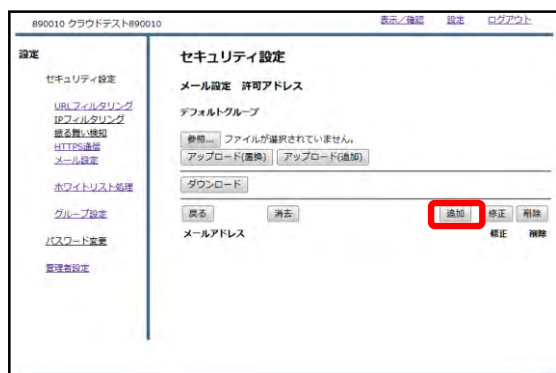 890010 クラウドテスト890010
表示／確認 設定 ログアウト
設定
セキュリティ設定
URLフィルタリング
IPフィルタリング
振る舞い検知
HTTPS通信
メール設定
ホワイトリスト処理
グループ設定
パスワード変更
管理者設定
セキュリティ設定
メール設定 許可アドレス
デフォルトグループ
参照... ファイルが選択されていません。
アップロード(置換) アップロード(追加)
ダウンロード
戻る 消去 追加 修正 削除
メールアドレス 修正 削除